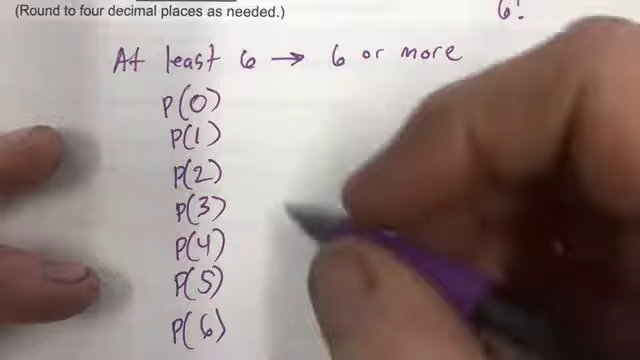 (Round to four decimal places as needed.)
6!
At least 6 → 6 or more
P(0)
P(1)
P(2)
P(3)
P(4)
P(5)
P(6)